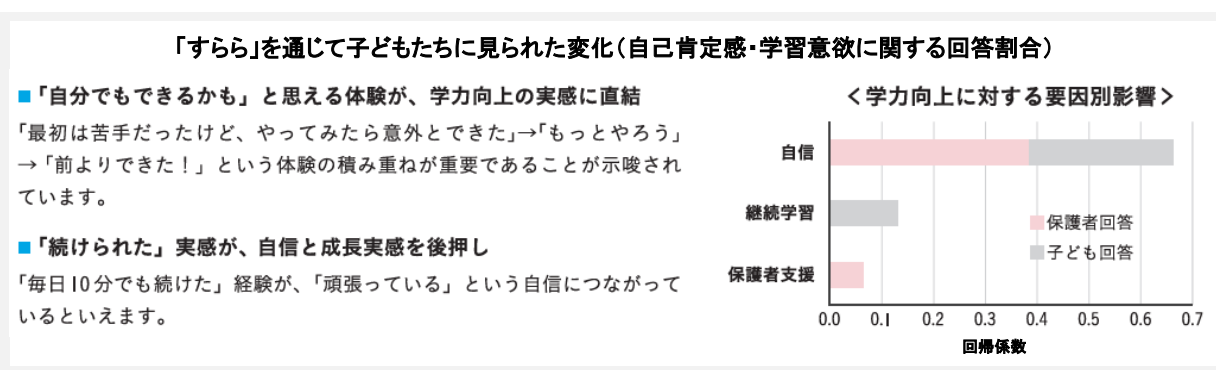 「すらら」を通じて子どもたちに見られた変化(自己肯定感・学習意欲に関する回答割合)
■「自分でもできるかも」と思える体験が、学力向上の実感に直結
「最初は苦手だったけど、やってみたら意外とできた」→「もっとやろう」
→「前よりできた！」という体験の積み重ねが重要であることが示唆され
ています。
■「続けられた」実感が、自信と成長実感を後押し
「毎日10分でも続けた」経験が、「頑張っている」という自信につながって
いるといえます。
＜学力向上に対する要因別影響＞
自信
継続学習
保護者支援
保護者回答
子ども回答
0.0 0.1 0.2 0.3 0.4 0.5 0.6 0.7
回帰係数